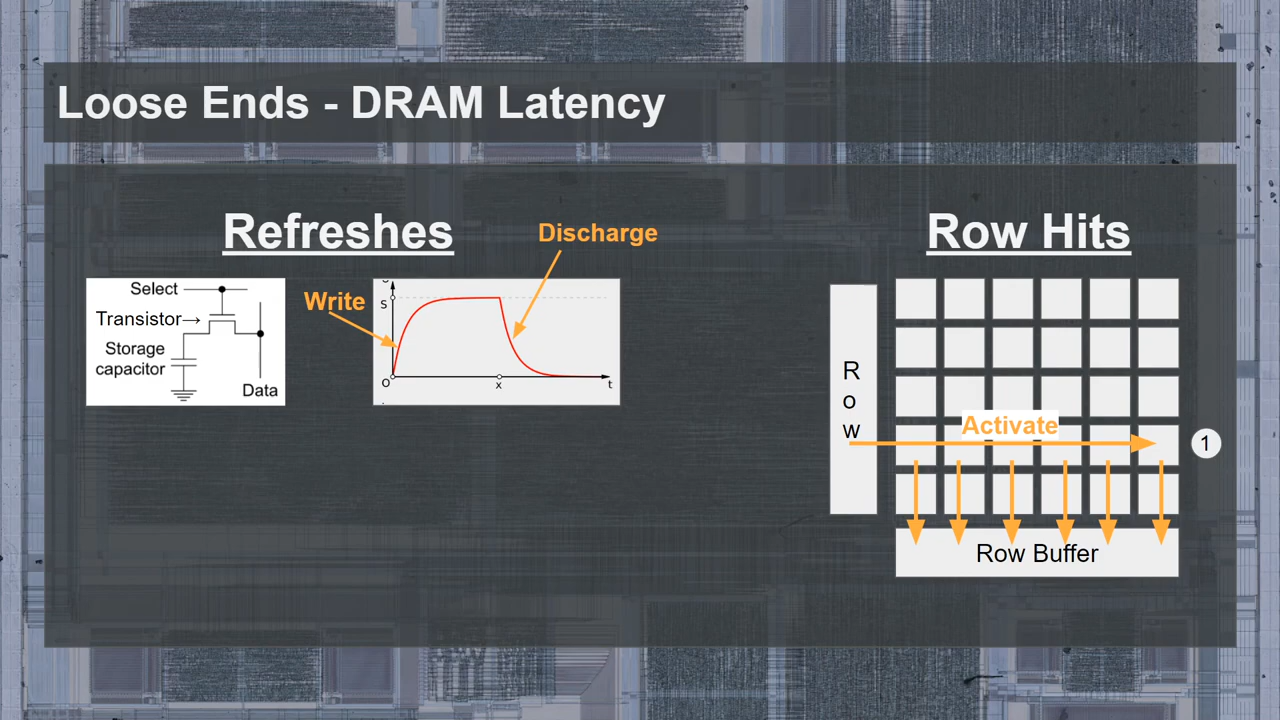 Loose Ends - DRAM Latency
Refreshes
Select
Transistor→
Storage
capacitor
Data
Write
Discharge
s
O
x
t
Row Hits
R
o
w
Activate
1
Row Buffer